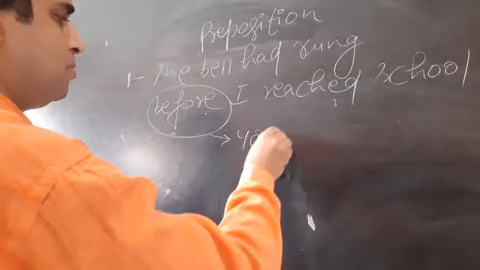 Preposition
1- The bell had rung
before I reached school